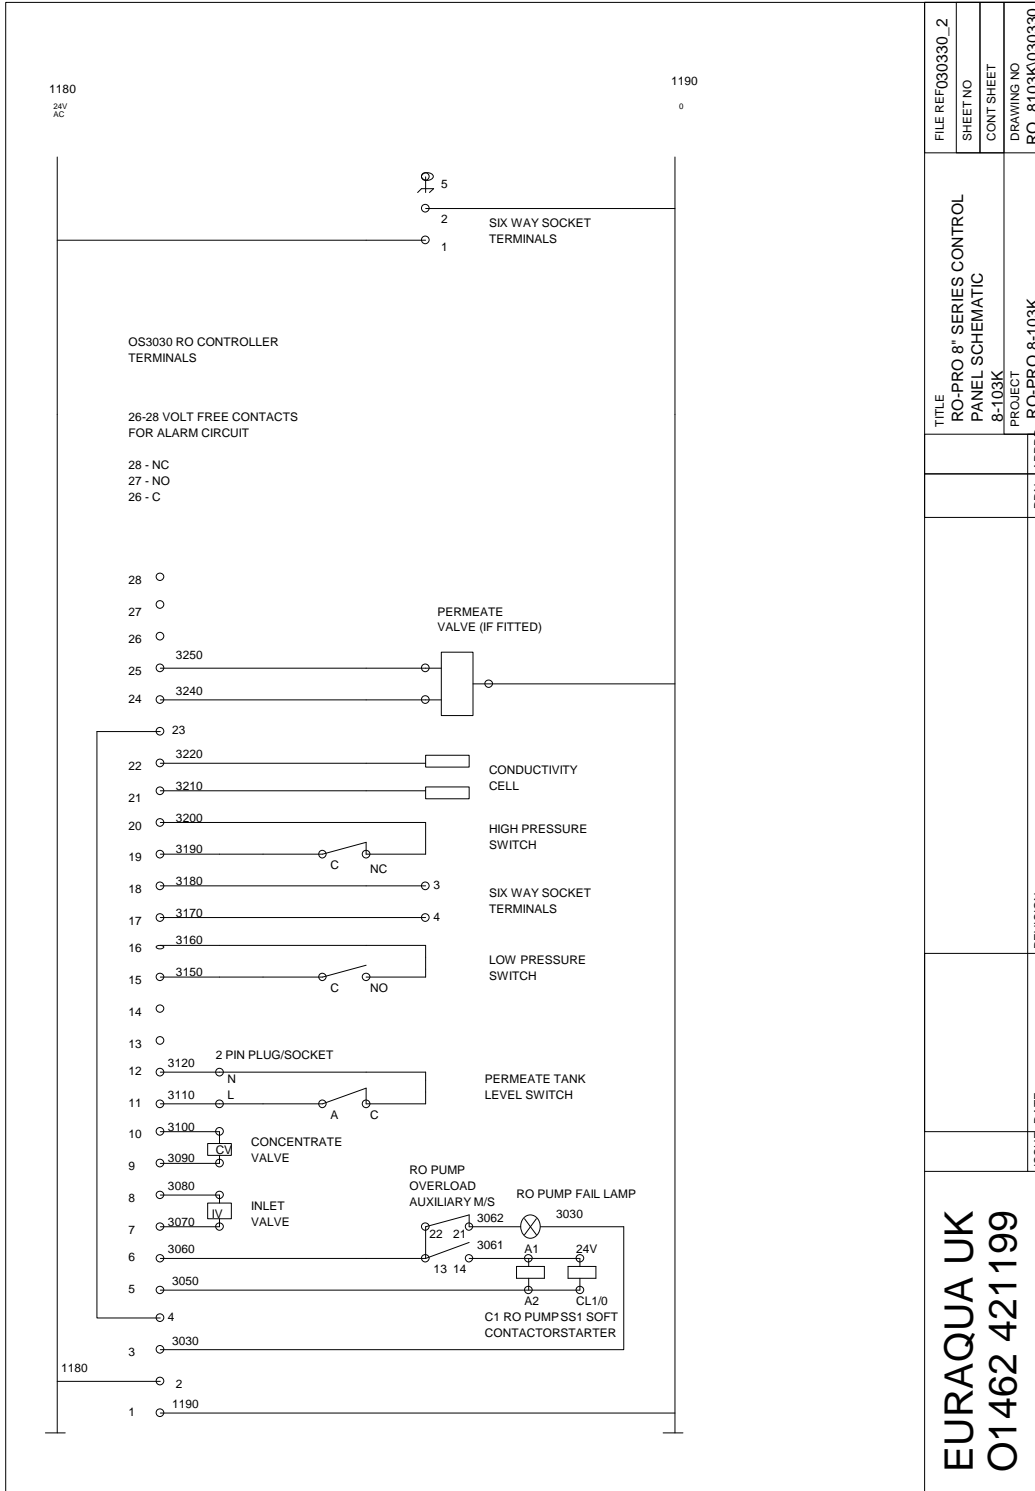 1180
24V
AC
1190
0
5
2
1
SIX WAY SOCKET
TERMINALS
OS3030 RO CONTROLLER
TERMINALS
26-28 VOLT FREE CONTACTS
FOR ALARM CIRCUIT
28 - NC
27 - NO
26 - C
28
27
26
PERMEATE
VALVE (IF FITTED)
25 3250
24 3240
23
22 3220
21 3210
CONDUCTIVITY
CELL
20 3200
19 3190
C NC
HIGH PRESSURE
SWITCH
18 3180 3
17 3170 4
SIX WAY SOCKET
TERMINALS
16 3160
15 3150
C NO
LOW PRESSURE
SWITCH
14
13
2 PIN PLUG/SOCKET
12 3120 N
11 3110 L
A C
PERMEATE TANK
LEVEL SWITCH
10 3100
9 3090
CV
CONCENTRATE
VALVE
8 3080
7 3070
IV
INLET
VALVE
RO PUMP
OVERLOAD
AUXILIARY M/S
RO PUMP FAIL LAMP
22 21 3062 3030
6 3060
13 14 3061 A1 24V
5 3050
A2 CL1/0
C1 RO PUMP
CONTACTOR
SS1 SOFT
STARTER
4
3 3030
1180
2
1 1190
FILE REF 030330_2
SHEET NO
CONT SHEET
DRAWING NO
RO_8103K\030330
TITLE
RO-PRO 8" SERIES CONTROL
PANEL SCHEMATIC
8-103K
PROJECT
RO-PRO 8-103K
EURAQUA UK
O1462 421199